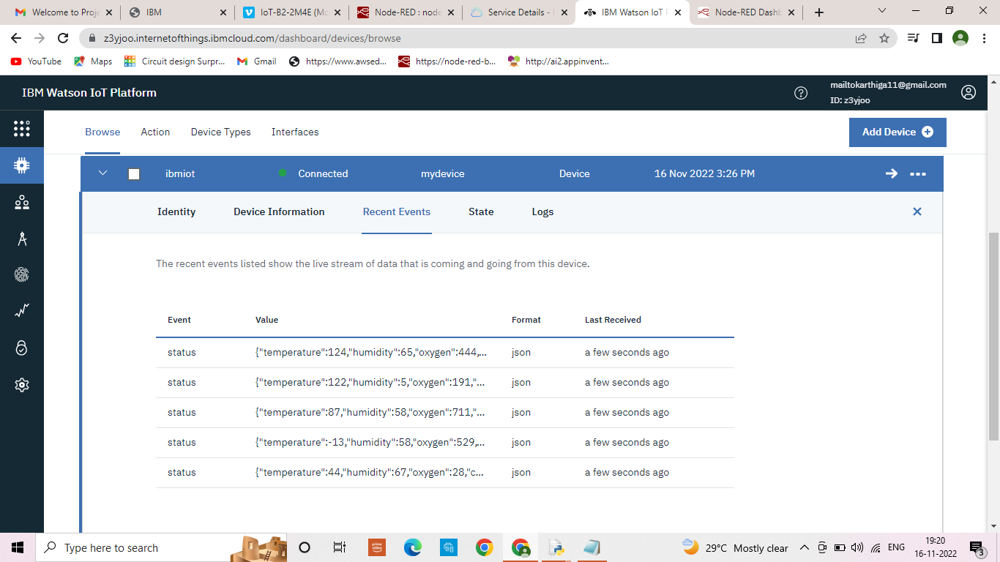 Welcome to Proje
IBM
IoT-B2-2M4E (Mo
Node-RED : node
Service Details -
IBM Watson IoT P
Node-RED Dashb
z3yjoo.internetofthings.ibmcloud.com/dashboard/devices/browse
YouTube
Maps
Circuit design Surpr...
Gmail
https://www.awsed...
https://node-red-b...
http://ai2.appinvent...
IBM Watson IoT Platform
mailtokarthiga11@gmail.com
ID: z3yjoo
Browse
Action
Device Types
Interfaces
Add Device
ibmiot
Connected
mydevice
Device
16 Nov 2022 3:26 PM
Identity
Device Information
Recent Events
State
Logs
The recent events listed show the live stream of data that is coming and going from this device.
Event Value Format Last Received
status {"temperature":124,"humidity":65,"oxygen":444,... json a few seconds ago
status {"temperature":122,"humidity":5,"oxygen":191,"... json a few seconds ago
status {"temperature":87,"humidity":58,"oxygen":711,"... json a few seconds ago
status {"temperature":-13,"humidity":58,"oxygen":529,... json a few seconds ago
status {"temperature":44,"humidity":67,"oxygen":28,"c... json a few seconds ago
Type here to search
prime video
29°C Mostly clear
ENG
19:20
16-11-2022
3